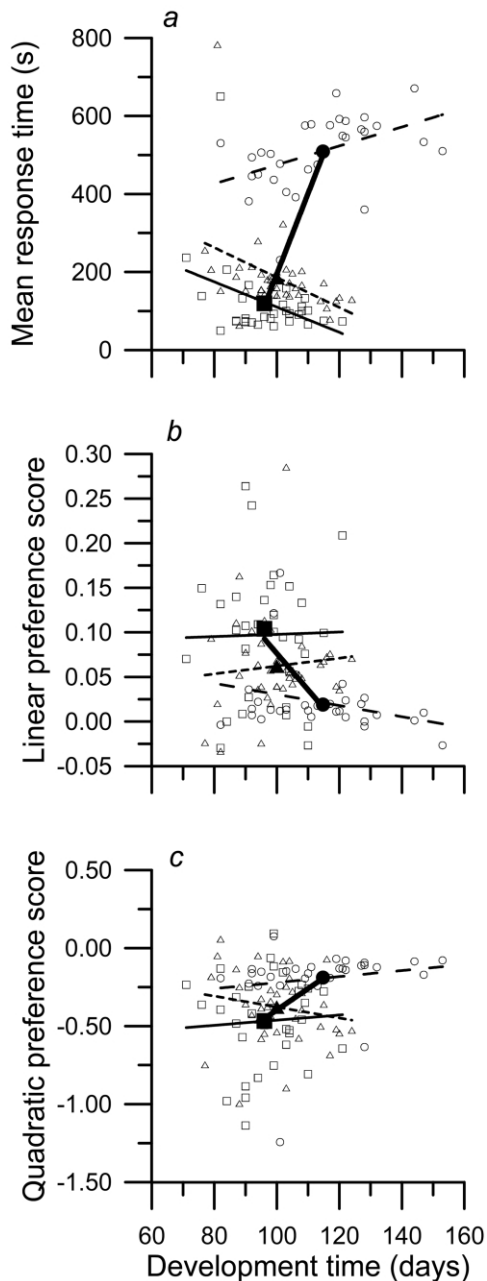 a
800
600
400
200
0
Mean response time (s)
b
0.30
0.25
0.20
0.15
0.10
0.05
0.00
-0.05
Linear preference score
c
0.50
0.00
-0.50
-1.00
-1.50
Quadratic preference score
60 80 100 120 140 160
Development time (days)